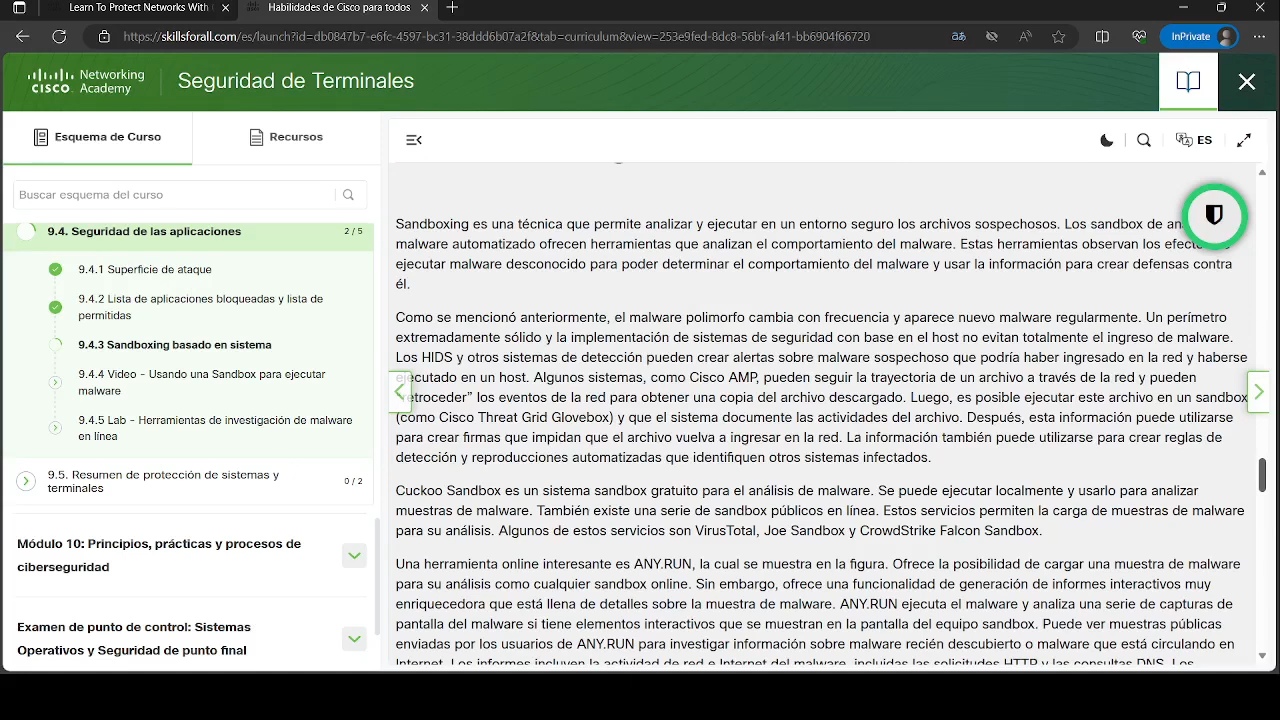 Learn To Protect Networks With
Habilidades de Cisco para todos
https://skillsforall.com/es/launch?id=db0847b7-e6fc-4597-bc31-38ddd6b07a2f&tab=curriculum&view=253e9fed-8dc8-56bf-af41-bb6904f66720
InPrivate
Networking
CISCO Academy
Seguridad de Terminales
Esquema de Curso
Recursos
ES
Buscar esquema del curso
9.4. Seguridad de las aplicaciones 2 / 5
9.4.1 Superficie de ataque
9.4.2 Lista de aplicaciones bloqueadas y lista de
permitidas
9.4.3 Sandboxing basado en sistema
9.4.4 Video - Usando una Sandbox para ejecutar
malware
9.4.5 Lab - Herramientas de investigación de malware
en línea
9.5. Resumen de protección de sistemas y
terminales
0 / 2
Módulo 10: Principios, prácticas y procesos de
ciberseguridad
Examen de punto de control: Sistemas
Operativos y Seguridad de punto final
Sandboxing es una técnica que permite analizar y ejecutar en un entorno seguro los archivos sospechosos. Los sandbox de
malware automatizado ofrecen herramientas que analizan el comportamiento del malware. Estas herramientas observan los
ejecutar malware desconocido para poder determinar el comportamiento del malware y usar la información para crear defensas contra
él.
Como se mencionó anteriormente, el malware polimorfo cambia con frecuencia y aparece nuevo malware regularmente. Un perímetro
extremadamente sólido y la implementación de sistemas de seguridad con base en el host no evitan totalmente el ingreso de malware.
Los HIDS y otros sistemas de detección pueden crear alertas sobre malware sospechoso que podría haber ingresado en la red y haberse
ejecutado en un host. Algunos sistemas, como Cisco AMP, pueden seguir la trayectoria de un archivo a través de la red y pueden
"retroceder” los eventos de la red para obtener una copia del archivo descargado. Luego, es posible ejecutar este archivo en un sandbox
(como Cisco Threat Grid Glovebox) y que el sistema documente las actividades del archivo. Después, esta información puede utilizarse
para crear firmas que impidan que el archivo vuelva a ingresar en la red. La información también puede utilizarse para crear reglas de
detección y reproducciones automatizadas que identifiquen otros sistemas infectados.
Cuckoo Sandbox es un sistema sandbox gratuito para el análisis de malware. Se puede ejecutar localmente y usarlo para analizar
muestras de malware. También existe una serie de sandbox públicos en línea. Estos servicios permiten la carga de muestras de malware
para su análisis. Algunos de estos servicios son VirusTotal, Joe Sandbox y CrowdStrike Falcon Sandbox.
Una herramienta online interesante es ANY.RUN, la cual se muestra en la figura. Ofrece la posibilidad de cargar una muestra de malware
para su análisis como cualquier sandbox online. Sin embargo, ofrece una funcionalidad de generación de informes interactivos muy
enriquecedora que está llena de detalles sobre la muestra de malware. ANY.RUN ejecuta el malware y analiza una serie de capturas de
pantalla del malware si tiene elementos interactivos que se muestran en la pantalla del equipo sandbox. Puede ver muestras públicas
enviadas por los usuarios de ANY.RUN para investigar información sobre malware recién descubierto o malware que está circulando en
Internet. Los informes incluyen la actividad de red e Internet del malware, incluidas las solicitudes HTTP y las consultas DNS. Los